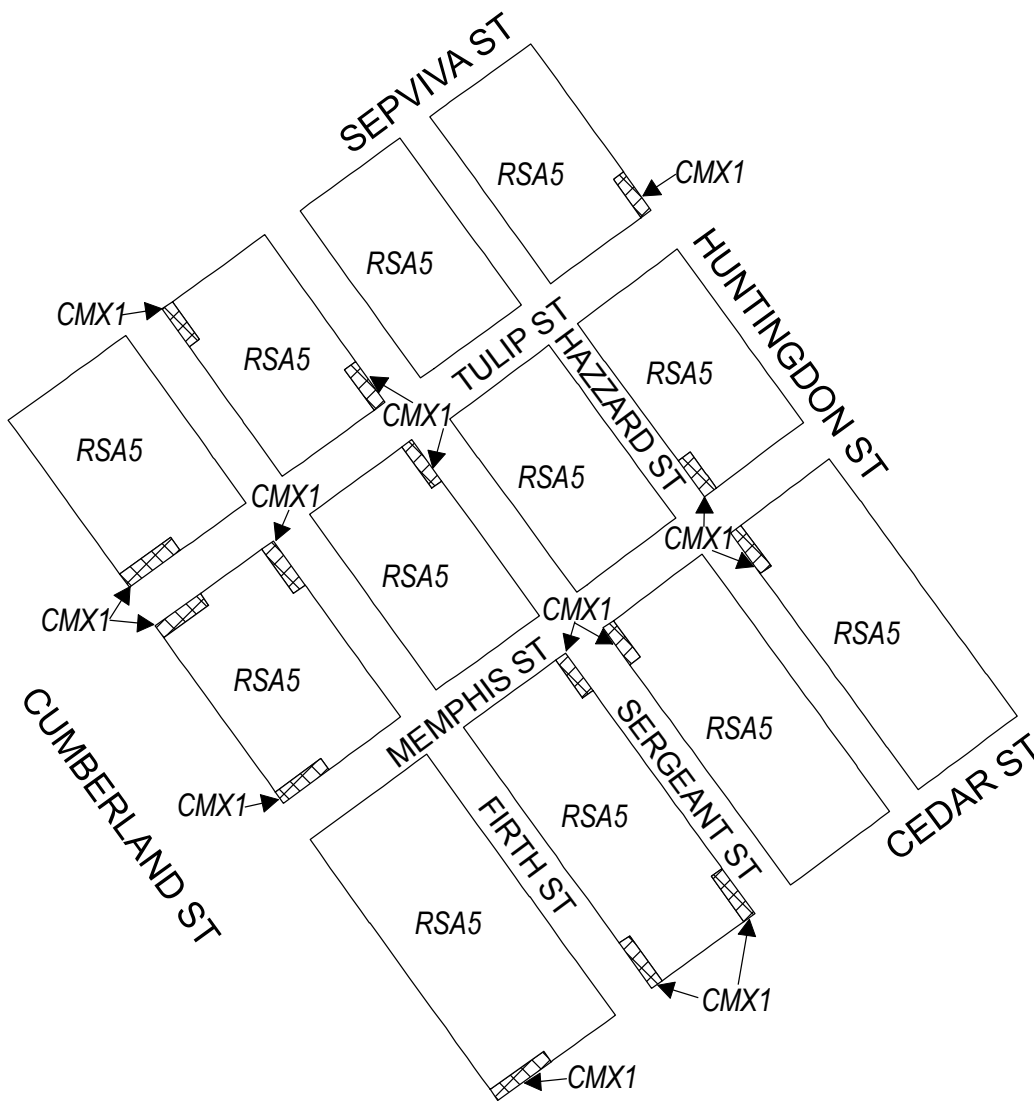 SEPVIVA ST
RSA5
CMX1
RSA5
HUNTINGDON ST
CMX1
TULIP ST
HAZZARD ST
RSA5
RSA5
CMX1
RSA5
RSA5
CMX1
CMX1
RSA5
RSA5
CMX1
CMX1
MEMPHIS ST
RSA5
RSA5
CUMBERLAND ST
SERGEANT ST
RSA5
CEDAR ST
CMX1
FIRTH ST
RSA5
RSA5
CMX1
CMX1